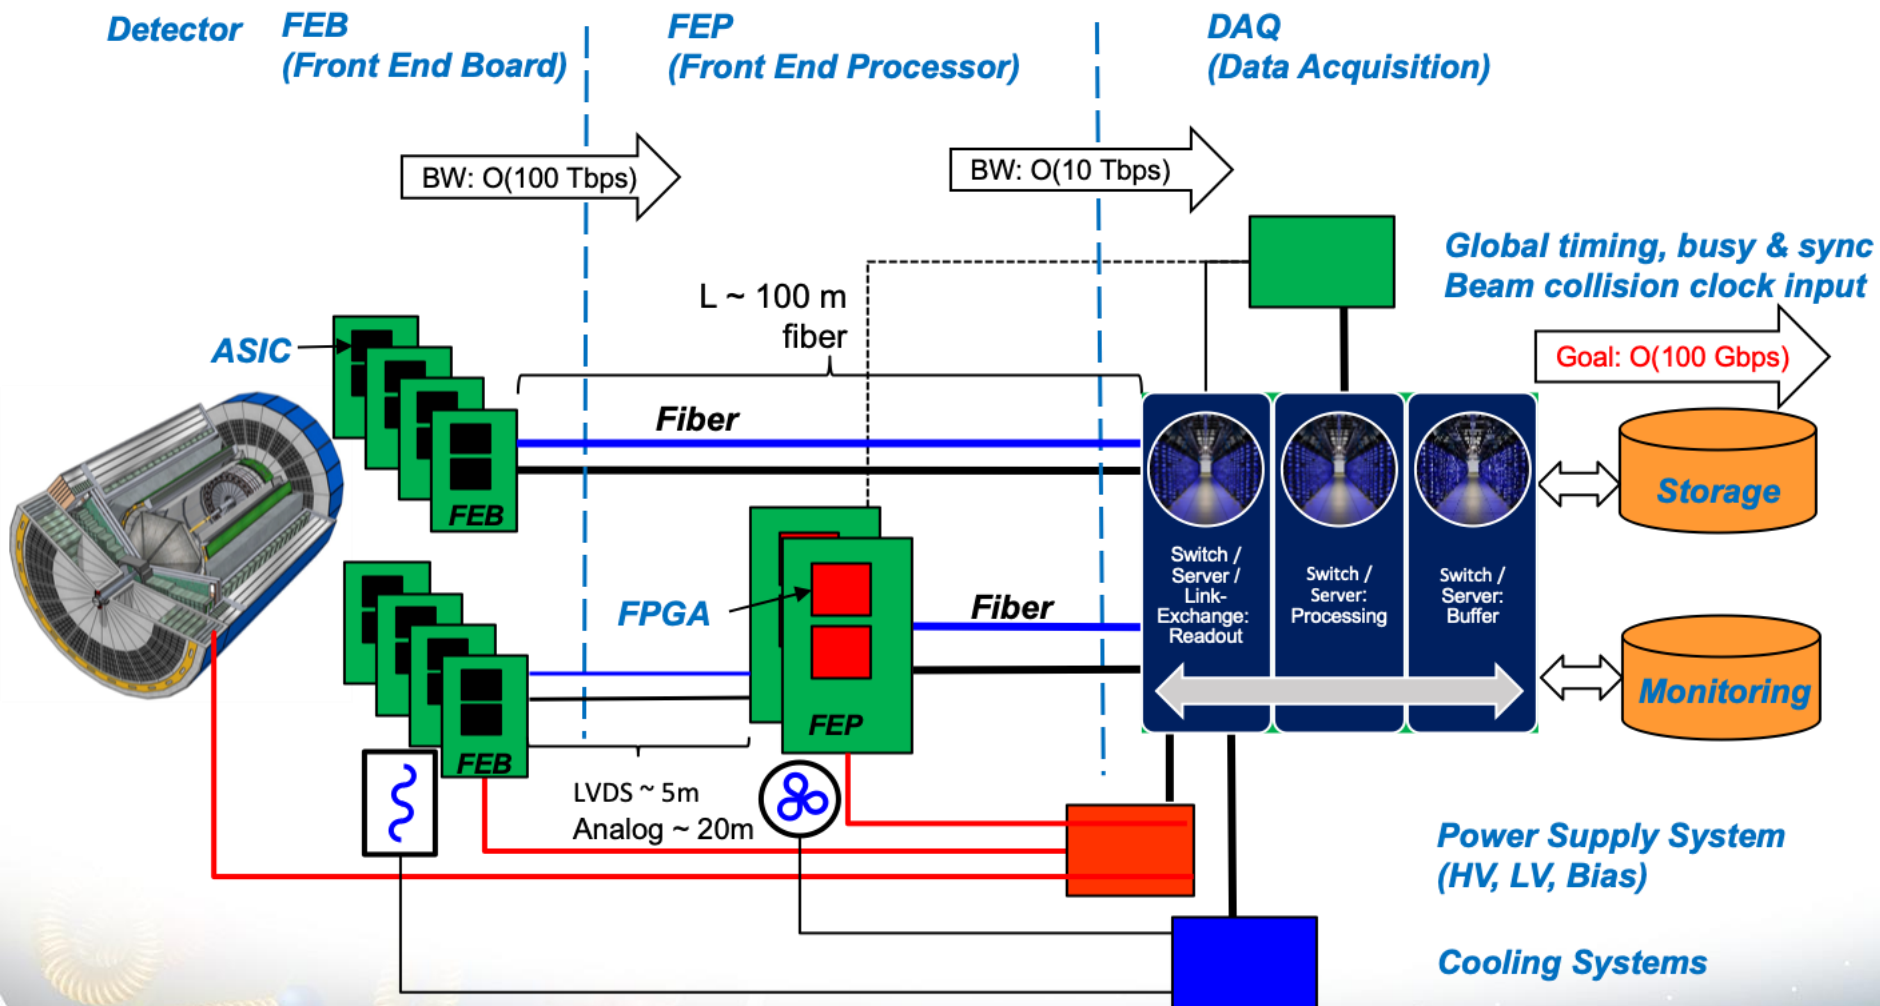 Detector
FEB
(Front End Board)
FEP
(Front End Processor)
DAQ
(Data Acquisition)
BW: O(100 Tbps)
BW: O(10 Tbps)
Global timing, busy & sync
Beam collision clock input
L ~ 100 m
fiber
Goal: O(100 Gbps)
ASIC
Fiber
FEB
Storage
Switch /
Server /
Link-
Exchange:
Readout
Switch /
Server:
Processing
Switch /
Server:
Buffer
FPGA
Fiber
Monitoring
FEP
FEB
LVDS ~ 5m
Analog ~ 20m
Power Supply System
(HV, LV, Bias)
Cooling Systems